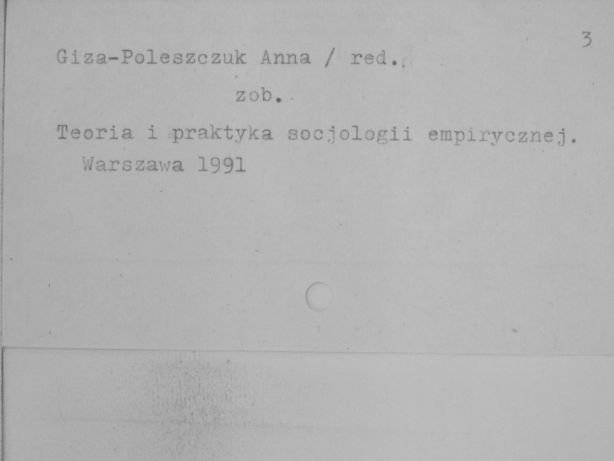 3
Giza-Poleszczuk Anna / red.,
zob.
Teoria i praktyka socjologii empirycznej.
Warszawa 1991